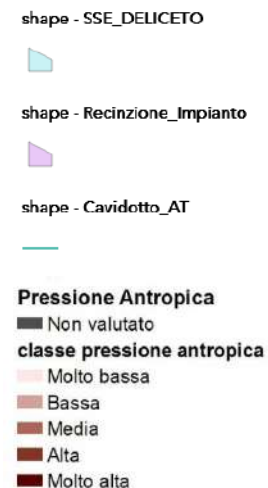 shape - SSE_DELICETO
shape - Recinzione_Impianto
shape - Cavidotto_AT
Pressione Antropica
Non valutato
classe pressione antropica
Molto bassa
Bassa
Media
Alta
Molto alta